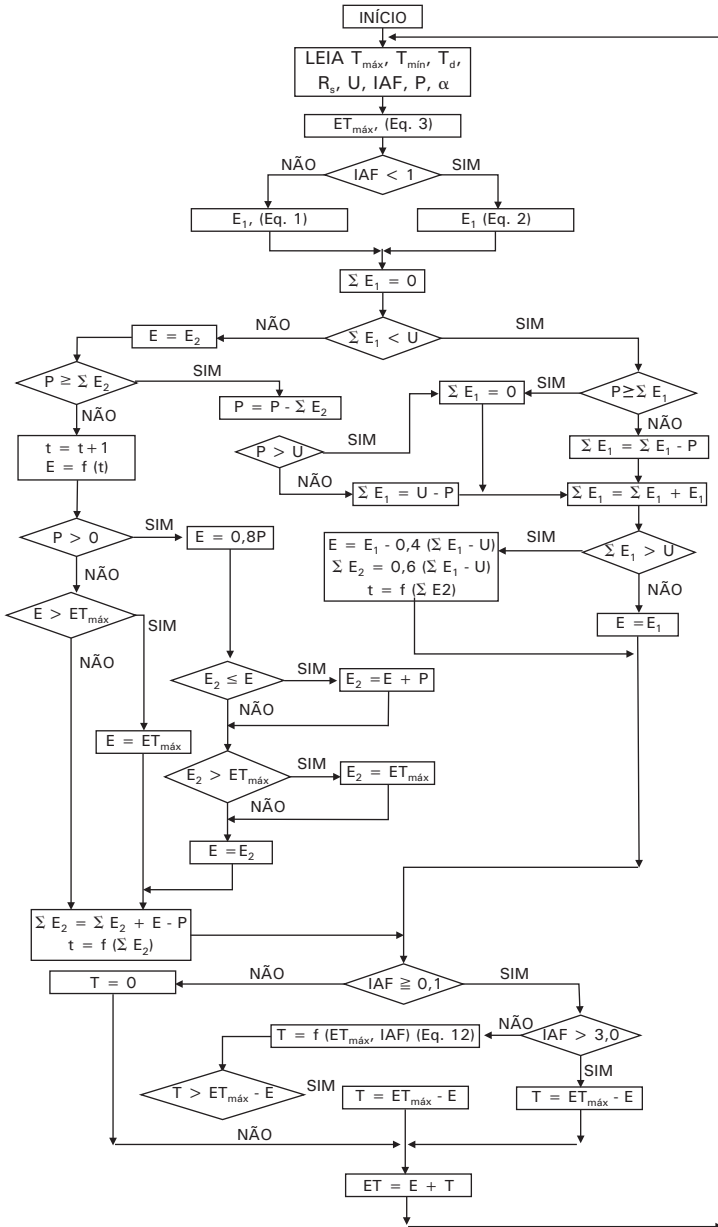 INÍCIO
LEIA Tmáx, Tmín, Td,
Rs, U, IAF, P, α
ETmáx, (Eq. 3)
NÃO
IAF < 1
SIM
E1, (Eq. 1)
E1 (Eq. 2)
Σ E1 = 0
E = E2
NÃO
Σ E1 < U
SIM
P ≥ Σ E2
SIM
P = P - Σ E2
NÃO
Σ E1 = 0
SIM
P≥Σ E1
NÃO
t = t+1
E = f (t)
P > U
SIM
NÃO
Σ E1 = Σ E1 - P
Σ E1 = U - P
Σ E1 = Σ E1 + E1
P > 0
SIM
E = 0,8P
NÃO
E = E1 - 0,4 (Σ E1 - U)
Σ E2 = 0,6 (Σ E1 - U)
t = f (Σ E2)
SIM
Σ E1 > U
NÃO
E =E1
E > ETmáx
SIM
NÃO
E2 ≤ E
SIM
E2 =E + P
NÃO
E = ETmáx
E2 > ETmáx
SIM
E2 = ETmáx
NÃO
E =E2
Σ E2 = Σ E2 + E - P
t = f (Σ E2)
T = 0
NÃO
IAF ≧ 0,1
SIM
T = f (ETmáx, IAF) (Eq. 12)
NÃO
IAF > 3,0
SIM
T > ETmáx - E
SIM
T = ETmáx - E
T = ETmáx - E
NÃO
ET = E + T